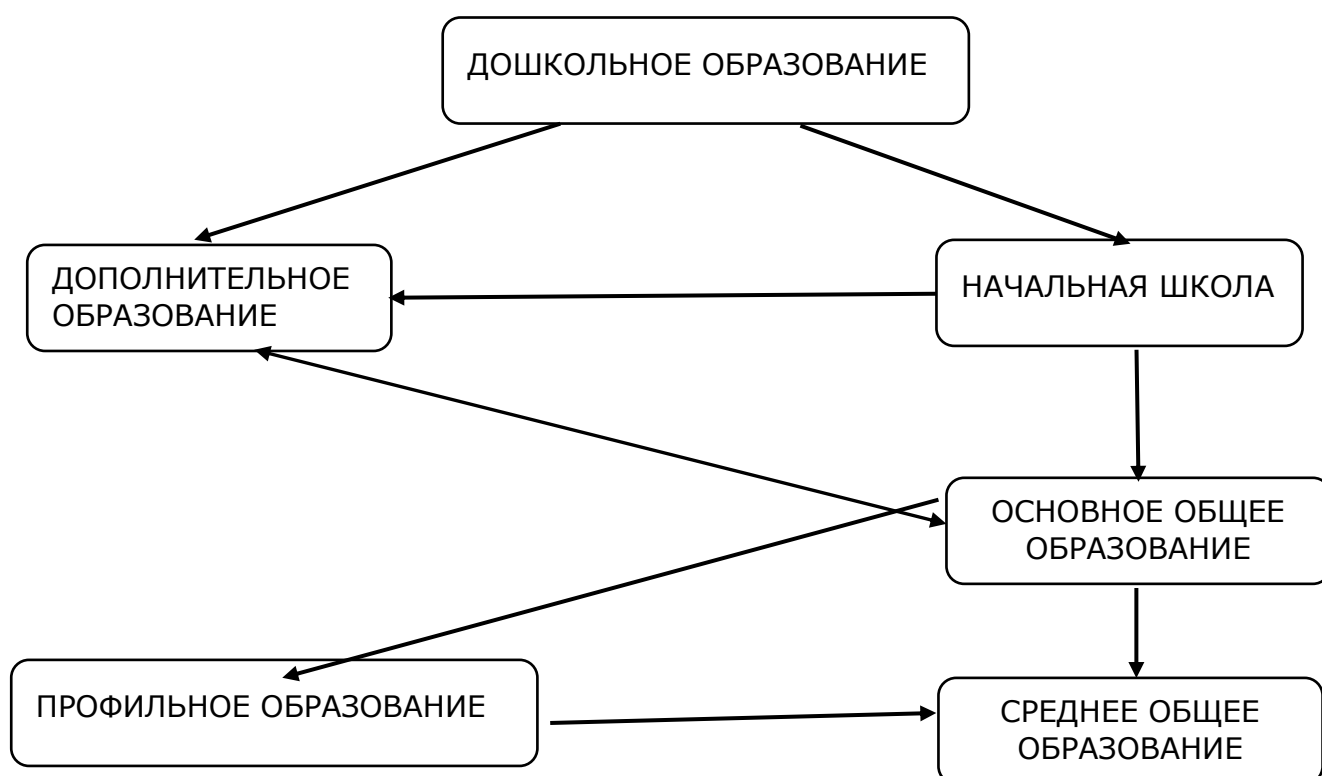 ДОШКОЛЬНОЕ ОБРАЗОВАНИЕ
ДОПОЛНИТЕЛЬНОЕ
ОБРАЗОВАНИЕ
НАЧАЛЬНАЯ ШКОЛА
ОСНОВНОЕ ОБЩЕЕ
ОБРАЗОВАНИЕ
ПРОФИЛЬНОЕ ОБРАЗОВАНИЕ
СРЕДНЕЕ ОБЩЕЕ
ОБРАЗОВАНИЕ